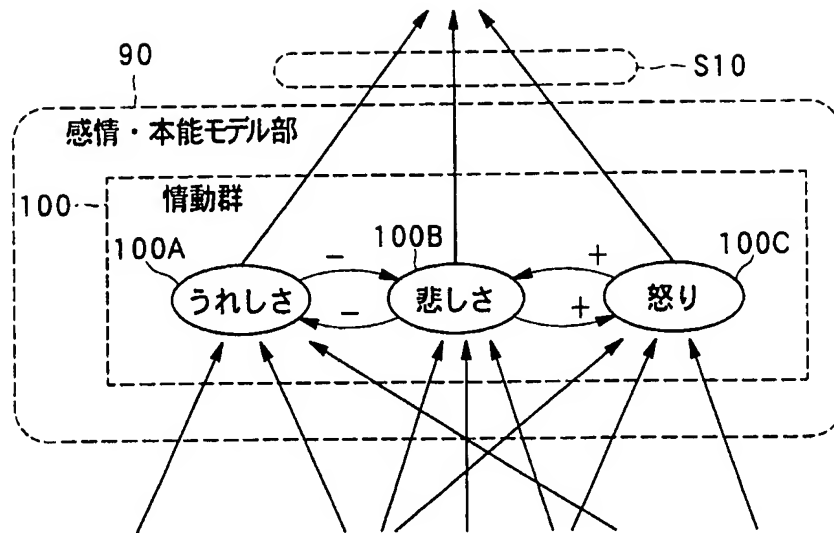 90
S10
感情・本能モデル部
100
情動群
100A
100B
100C
うれしさ
悲しさ
怒り
−
−
+
+